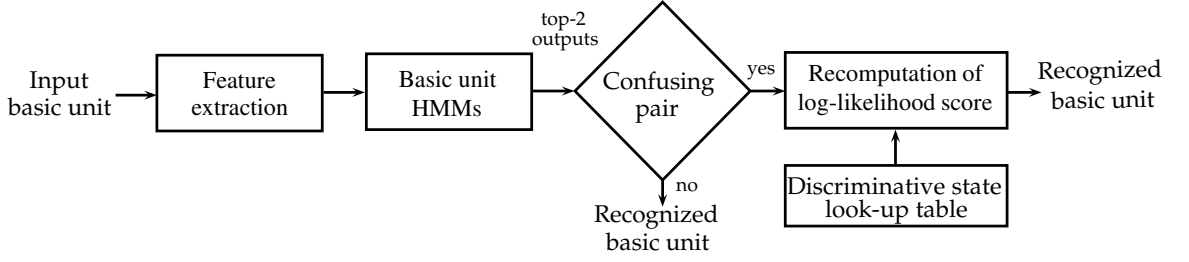 Input
basic unit
Feature
extraction
Basic unit
HMMs
top-2
outputs
Confusing
pair
yes
no
Recognized
basic unit
Recomputation of
log-likelihood score
Discriminative state
look-up table
Recognized
basic unit